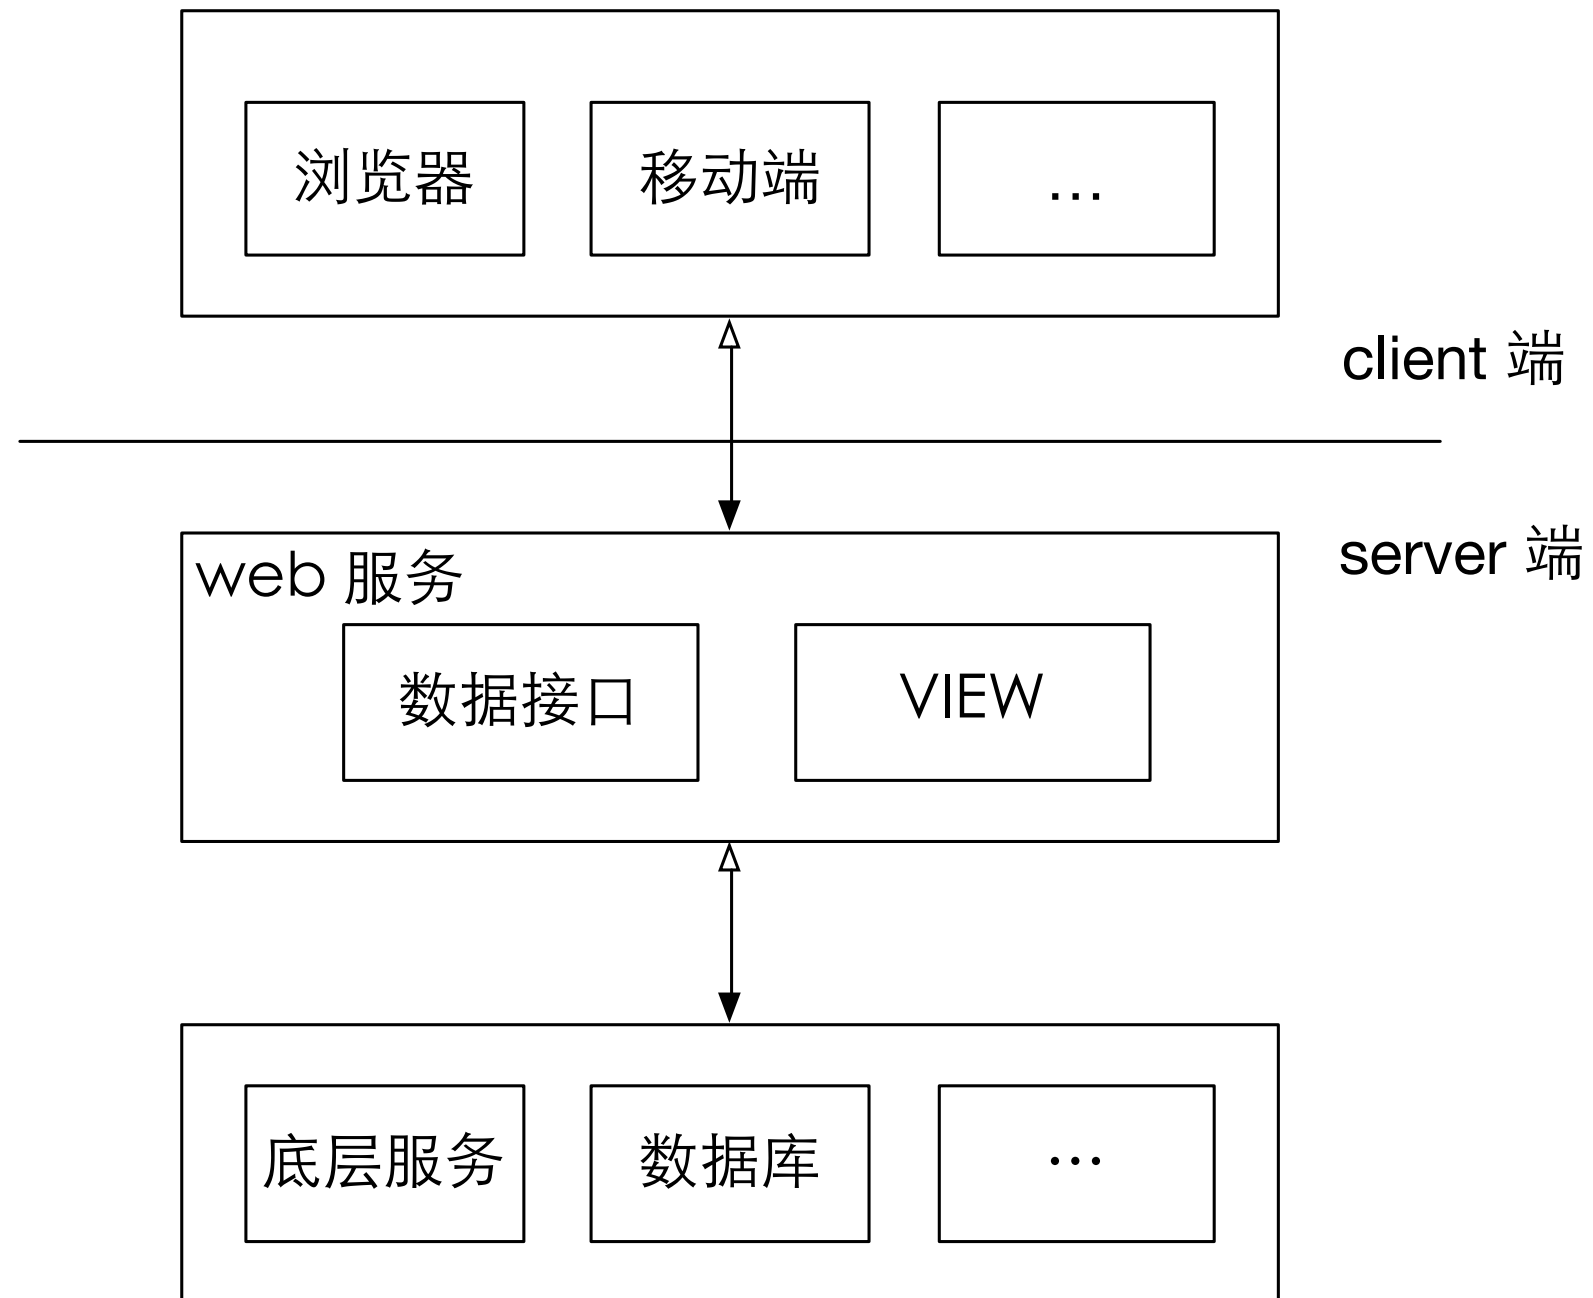 浏览器
移动端
...
client 端
server 端
web 服务
数据接口
VIEW
底层服务
数据库
...